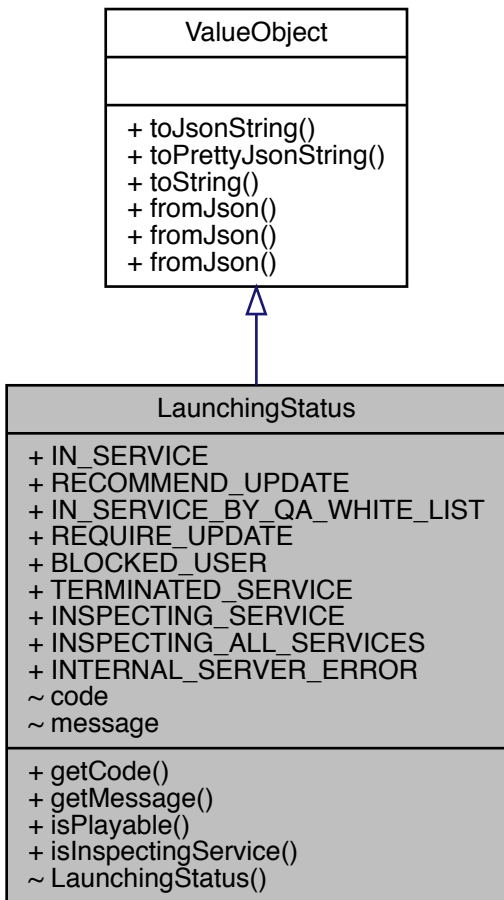 ValueObject
+ toJsonString()
+ toPrettyJsonString()
+ toString()
+ fromJson()
+ fromJson()
+ fromJson()
LaunchingStatus
+ IN_SERVICE
+ RECOMMEND_UPDATE
+ IN_SERVICE_BY_QA_WHITE_LIST
+ REQUIRE_UPDATE
+ BLOCKED_USER
+ TERMINATED_SERVICE
+ INSPECTING_SERVICE
+ INSPECTING_ALL_SERVICES
+ INTERNAL_SERVER_ERROR
~ code
~ message
+ getCode()
+ getMessage()
+ isPlayable()
+ isInspectingService()
~ LaunchingStatus()